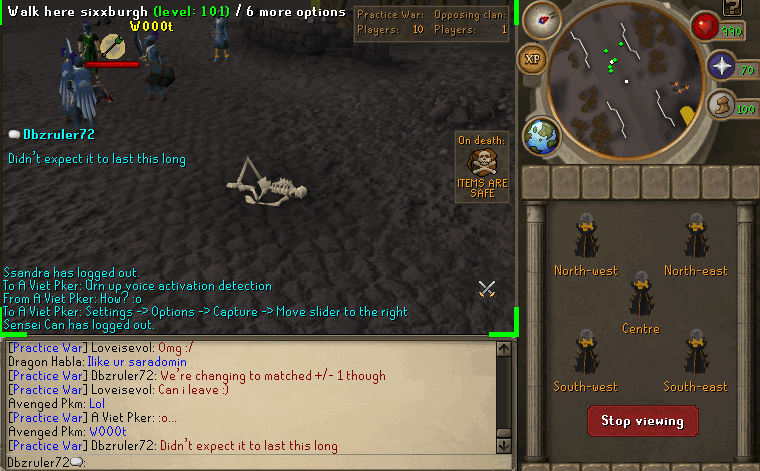 Walk here sixxburgh (level: 101) / 6 more options
W000t
Practice War: Opposing clan:
Players: 10 Players: 1
990
XP
70
100
Dbzruler72
Didn't expect it to last this long
On death:
ITEMS ARE
SAFE
Ssandra has logged out.
To A Viet Pker: Urn up voice activation detection
From A Viet Pker: How? :o
To A Viet Pker: Settings -> Options -> Capture -> Move slider to the right
Sensei Can has logged out.
North-west
North-east
Centre
South-west
South-east
Stop viewing
[Practice War] Loveisevol: Omg :/
Dragon Habla: Ilike ur saradomin
[Practice War] Dbzruler72: We're changing to matched +/- 1 though
[Practice War] Loveisevol: Can i leave :)
Avenged Pkm: Lol
[Practice War] A Viet Pker: :o...
Avenged Pkm: W000t
[Practice War] Dbzruler72: Didn't expect it to last this long
Dbzruler72: